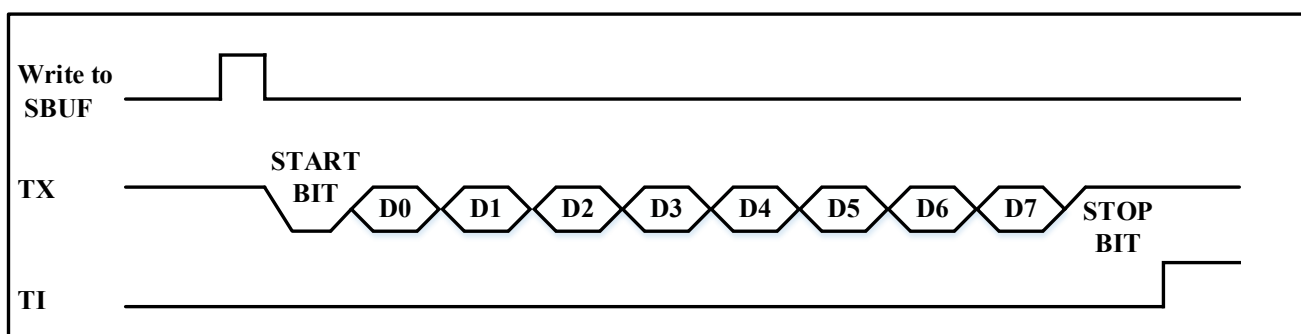 Write to
SBUF
START
BIT
TX
D0 D1 D2 D3 D4 D5 D6 D7
STOP
BIT
TI